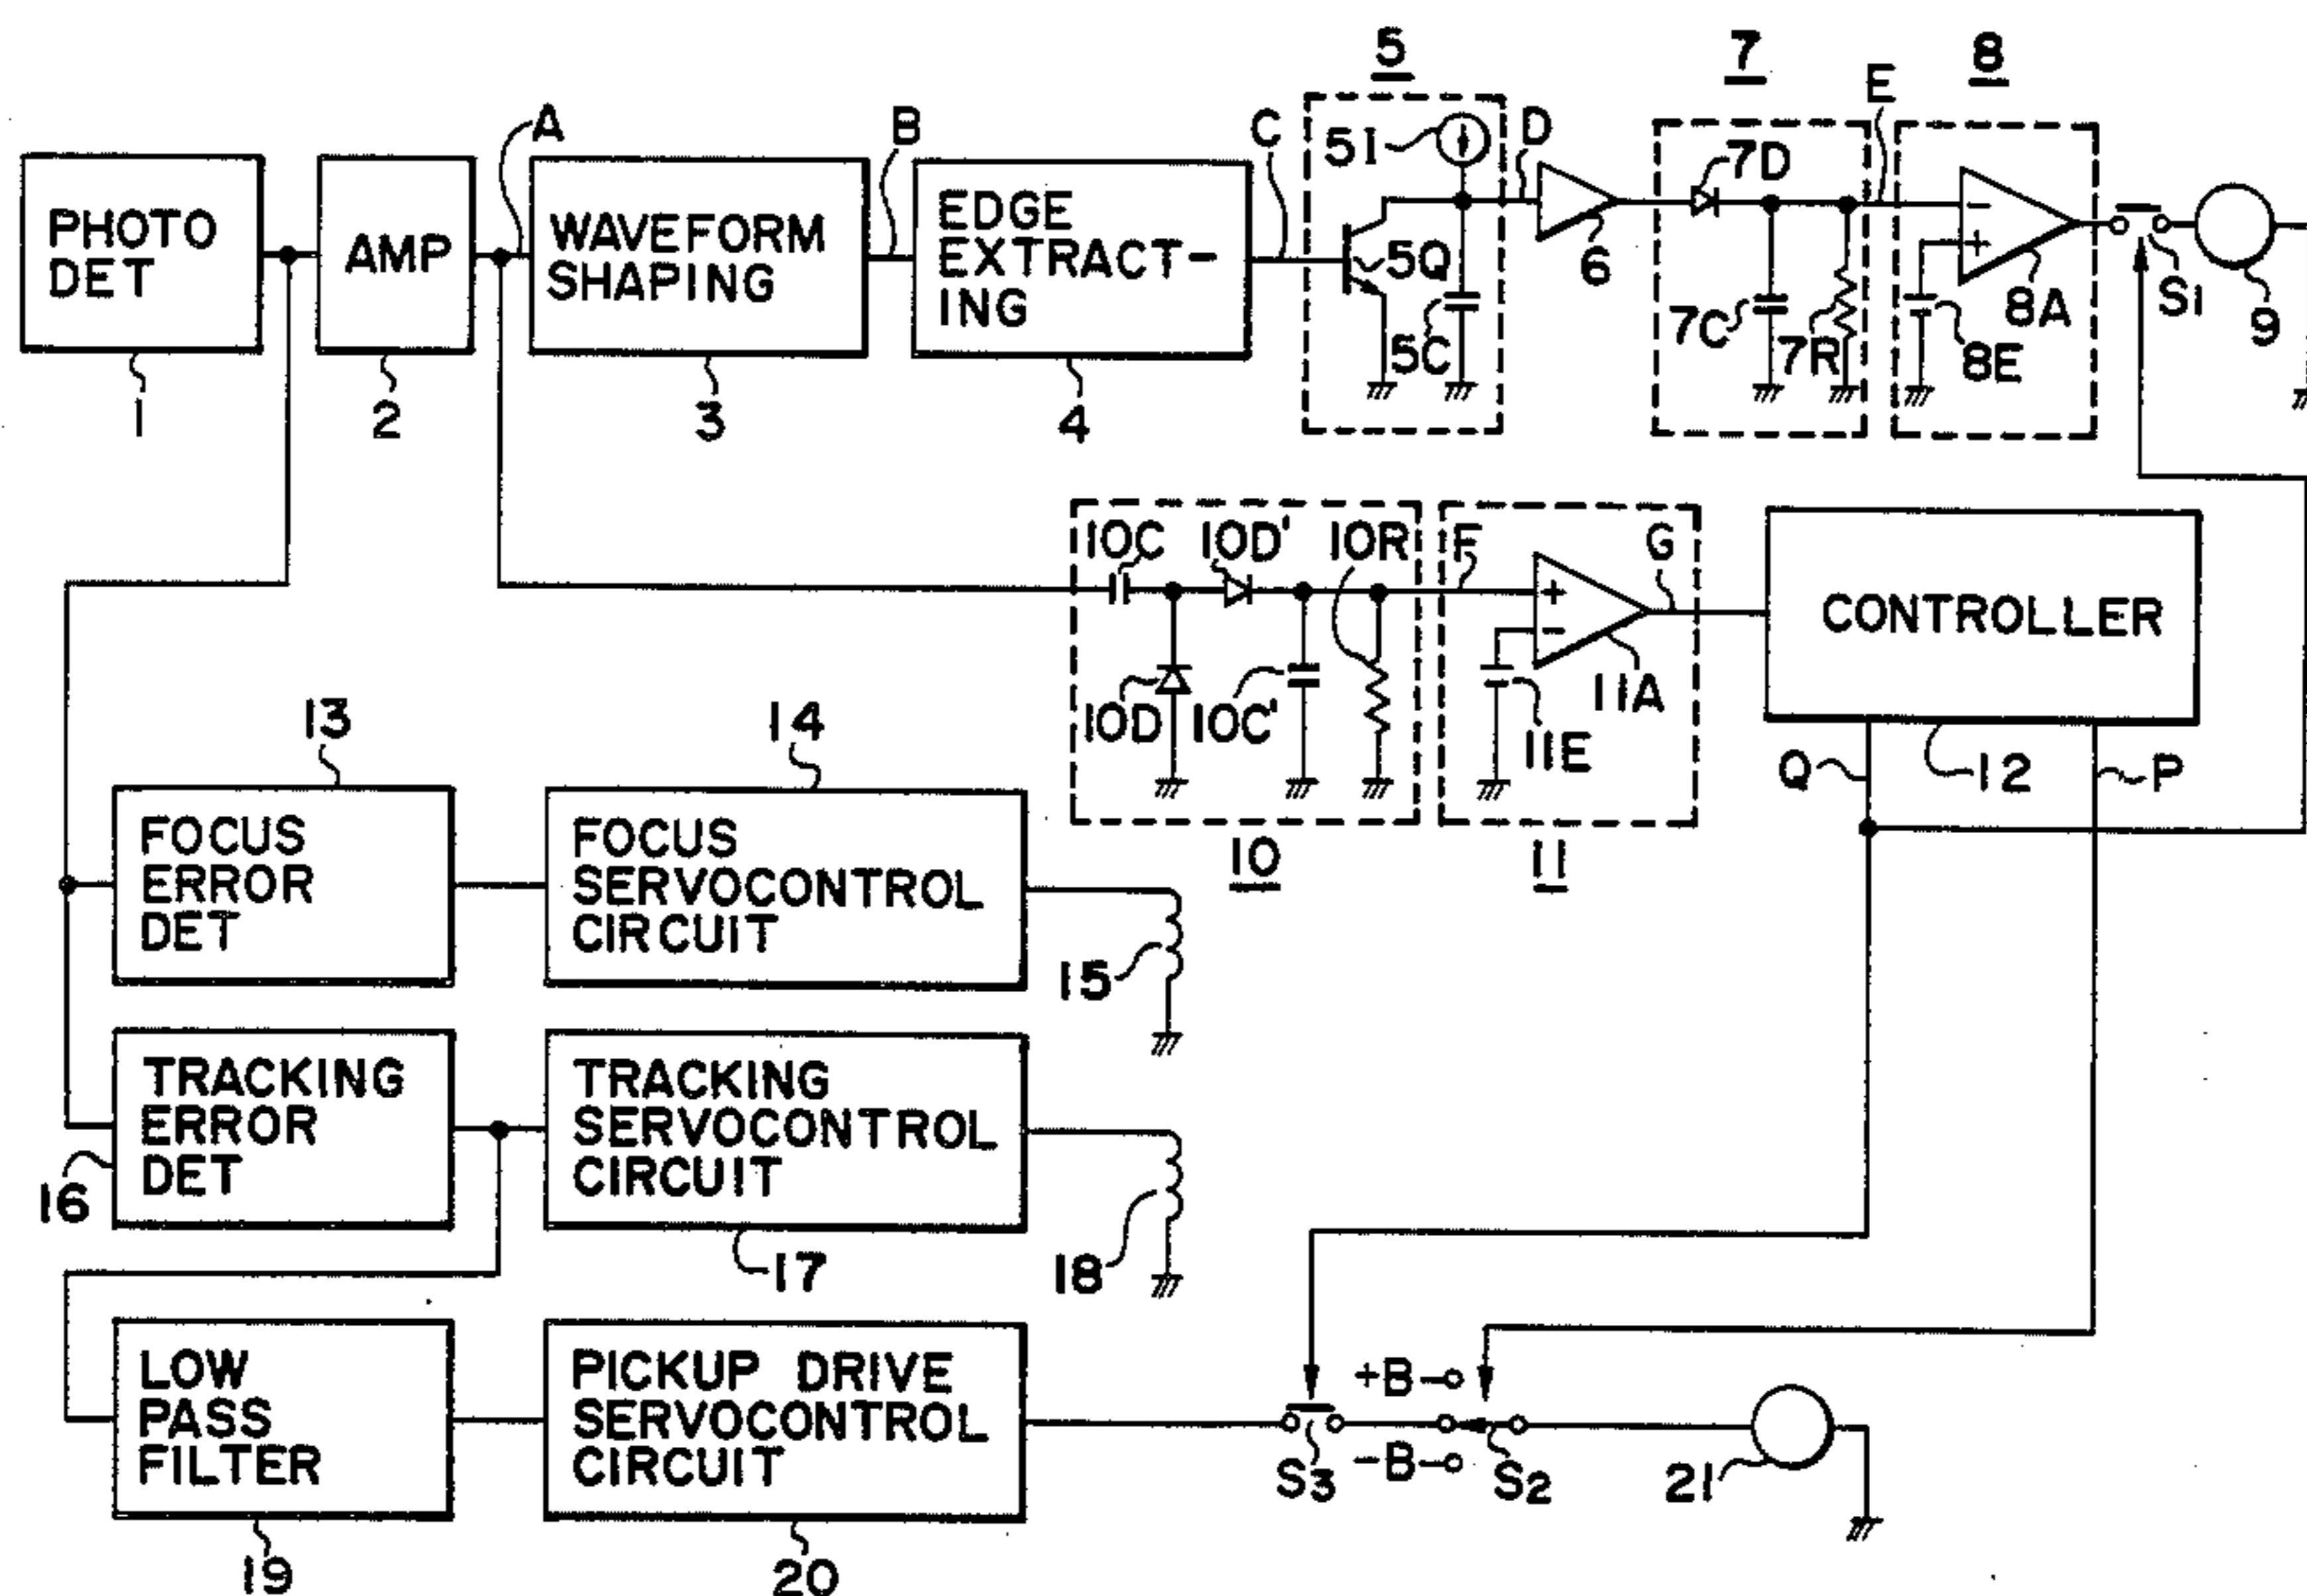 5
7
8
A
B
C
5I
D
7D
E
PHOTO
DET
AMP
WAVEFORM
SHAPING
EDGE
EXTRACT-
ING
5Q
5C
6
7C
7R
-
+
8A
8E
S1
9
1
2
3
4
10C
10D'
10R
F
G
+
-
11A
CONTROLLER
10D
10C'
11E
Q
12
P
10
11
13
14
FOCUS
ERROR
DET
FOCUS
SERVOCONTROL
CIRCUIT
15
TRACKING
ERROR
DET
TRACKING
SERVOCONTROL
CIRCUIT
16
17
18
LOW
PASS
FILTER
PICKUP DRIVE
SERVOCONTROL
CIRCUIT
+B
-B
S3
S2
21
19
20